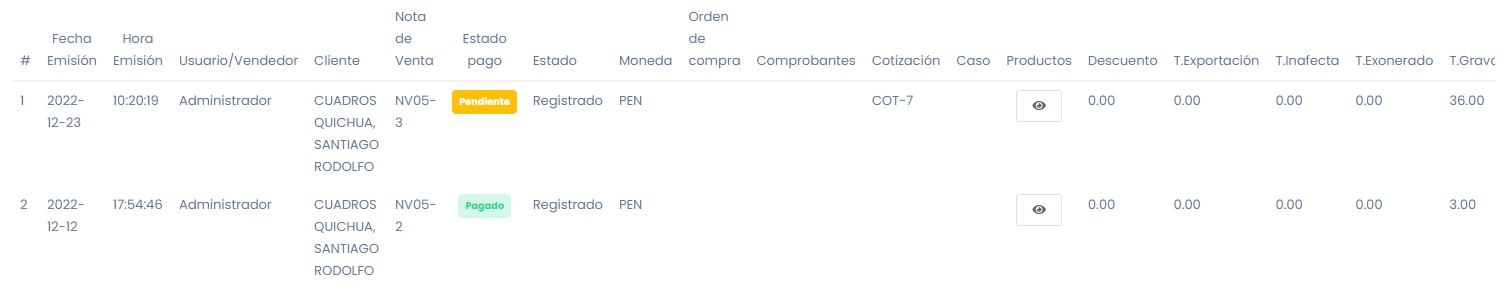 # Fecha Emisión Hora Emisión Usuario/Vendedor Cliente Nota de Venta Estado pago Estado Moneda Orden de compra Comprobantes Cotización Caso Productos Descuento T.Exportación T.Inafecta T.Exonerado T.Grava
1 2022-12-23 10:20:19 Administrador CUADROS QUICHUA, SANTIAGO RODOLFO NV05-3 Pendiente Registrado PEN COT-7 0.00 0.00 0.00 0.00 36.00
2 2022-12-12 17:54:46 Administrador CUADROS QUICHUA, SANTIAGO RODOLFO NV05-2 Pagado Registrado PEN 0.00 0.00 0.00 0.00 3.00